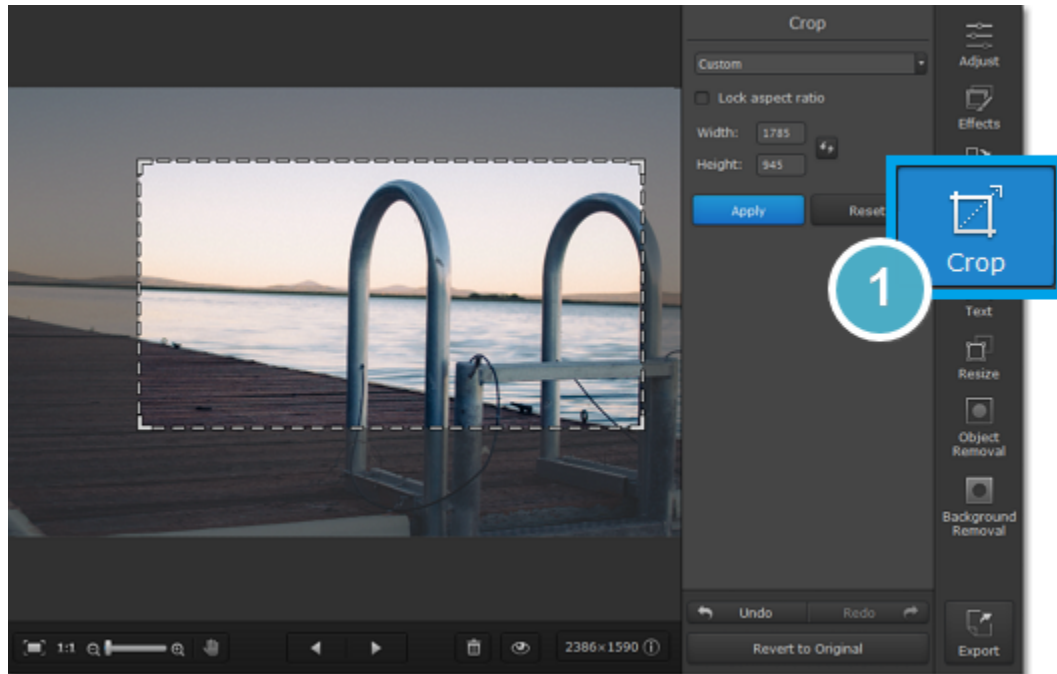 Crop
Custom
Lock aspect ratio
Width: 1785
Height: 945
Apply
Reset
Adjust
Effects
Crop
1
Text
Resize
Object
Removal
Background
Removal
Undo
Redo
Revert to Original
Export
1:1
2386×1590